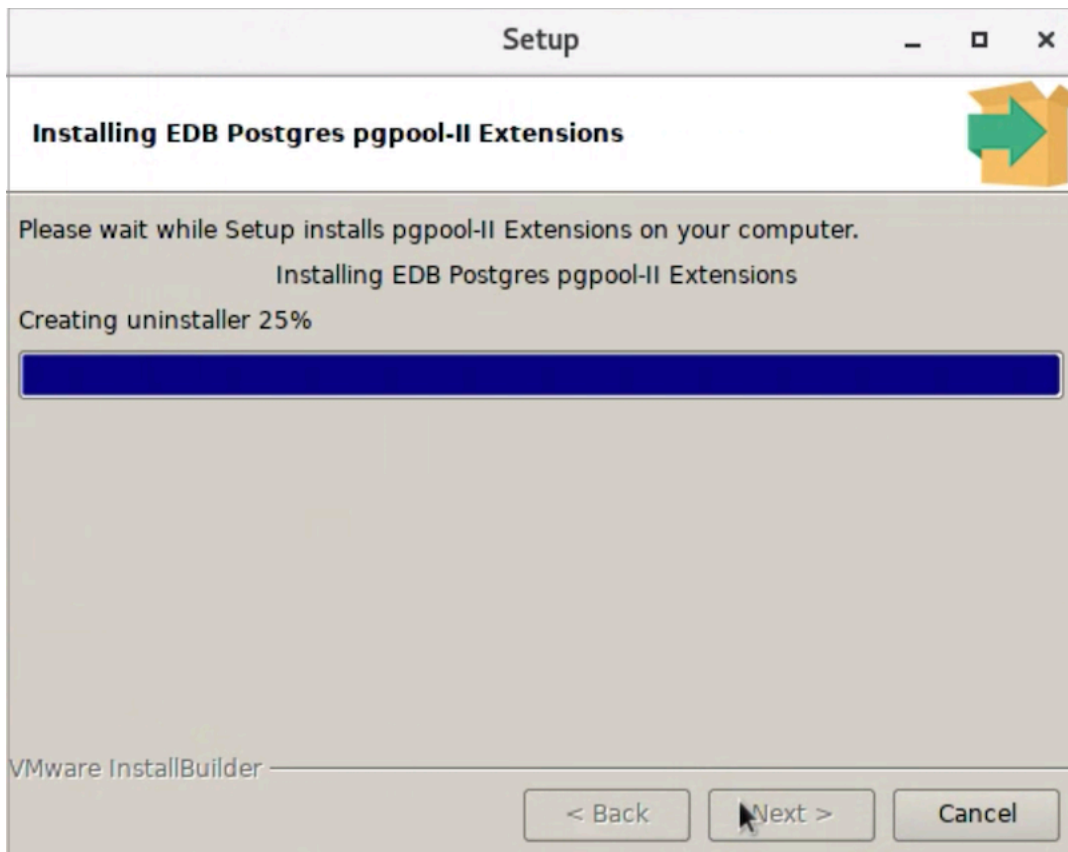 Setup
Installing EDB Postgres pgpool-II Extensions
Please wait while Setup installs pgpool-II Extensions on your computer.
Installing EDB Postgres pgpool-II Extensions
Creating uninstaller 25%
VMware InstallBuilder
< Back
Next >
Cancel